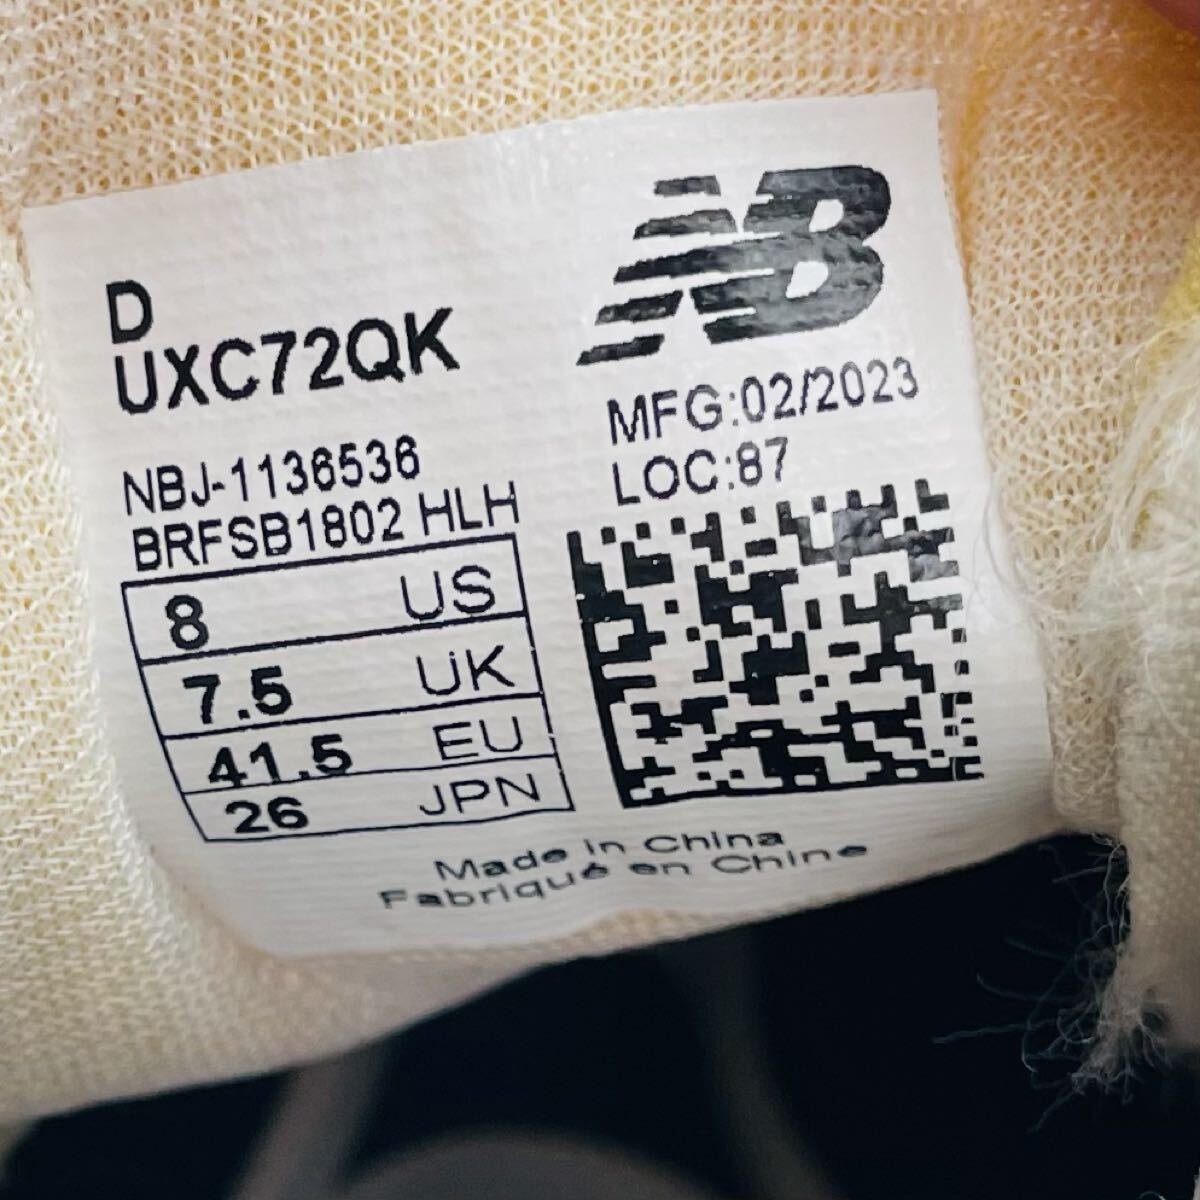 D
UXC72QK
NBJ-1136536
BRFSB1802 HLH
8 US
7.5 UK
41.5 EU
26 JPN
NB
MFG:02/2023
LOC:87
Made in China
Fabriqué en Chine